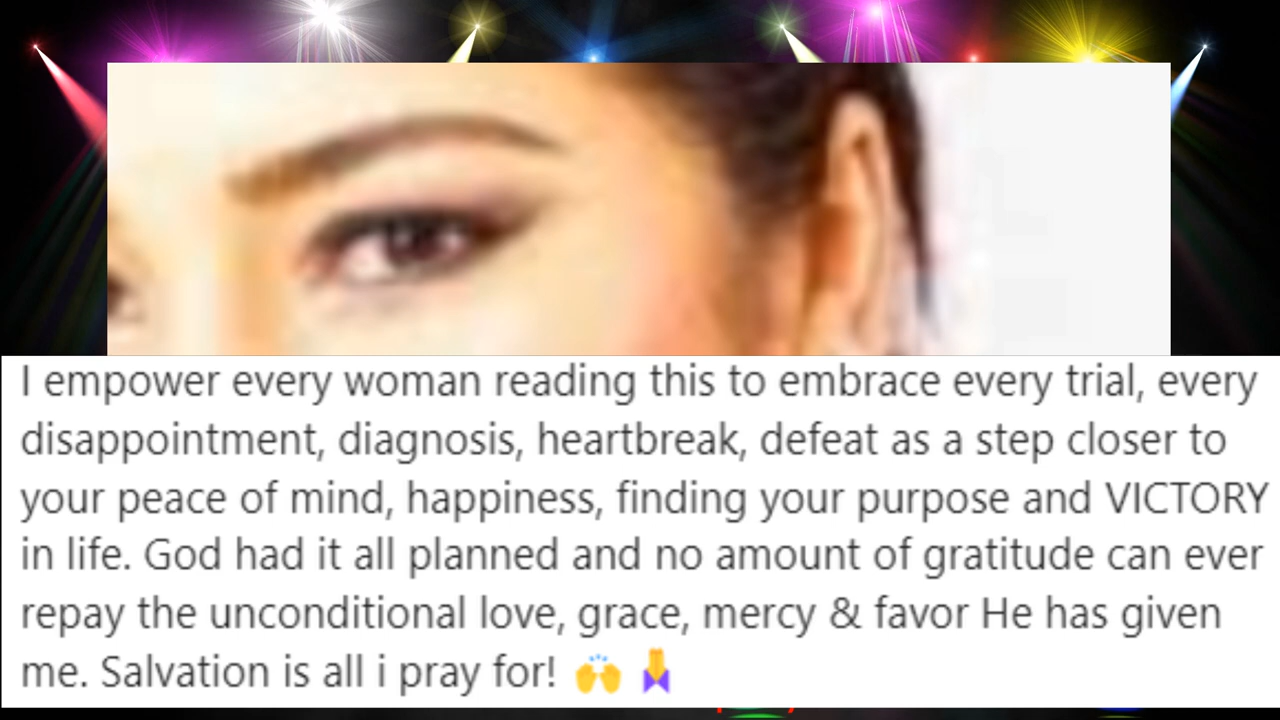 I empower every woman reading this to embrace every trial, every
disappointment, diagnosis, heartbreak, defeat as a step closer to
your peace of mind, happiness, finding your purpose and VICTORY
in life. God had it all planned and no amount of gratitude can ever
repay the unconditional love, grace, mercy & favor He has given
me. Salvation is all i pray for! 🙌 🙏